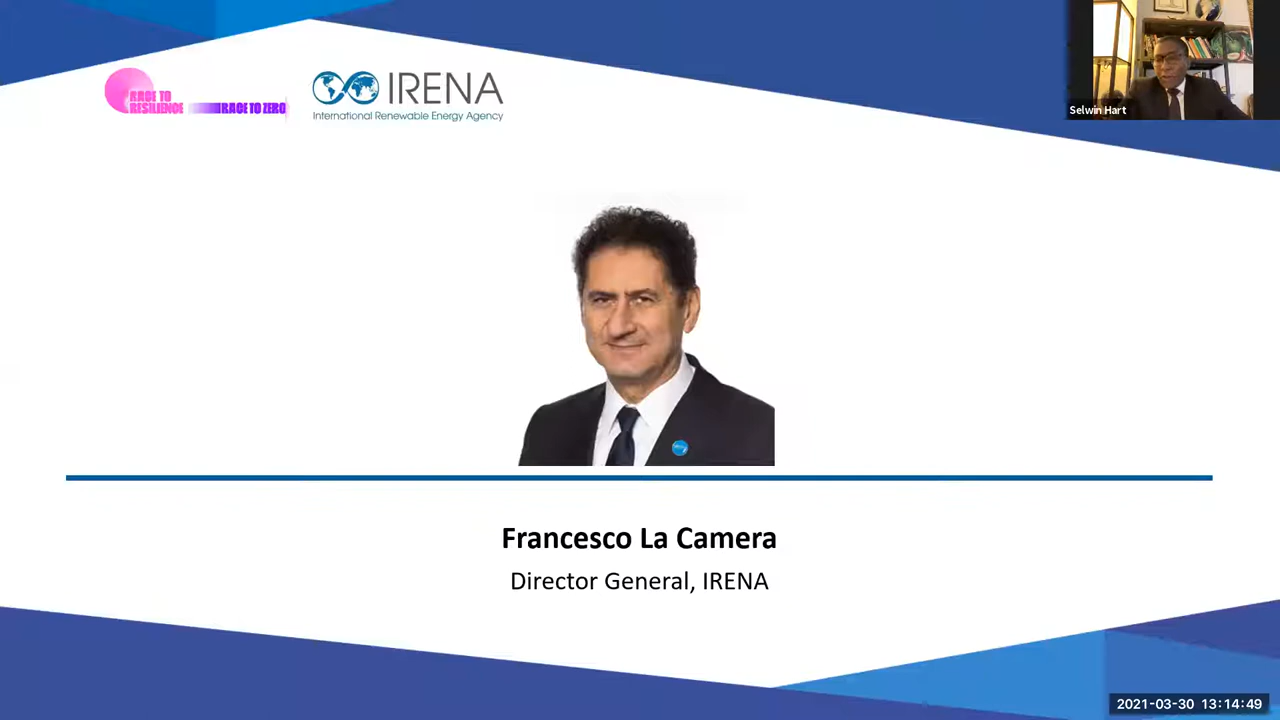 RACE TO
RESILIENCE
RACE TO ZERO
IRENA
International Renewable Energy Agency
Selwin Hart
Francesco La Camera
Director General, IRENA
2021-03-30 13:14:49